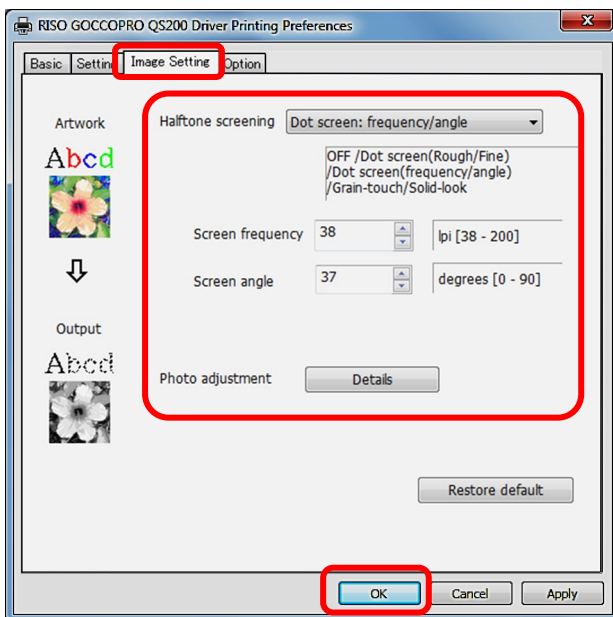 RISO GOCCOPRO QS200 Driver Printing Preferences
Basic Setting Image Setting Option
Artwork
Abcd
Output
Abcd
Halftone screening Dot screen: frequency/angle
OFF /Dot screen(Rough/Fine)
/Dot screen(frequency/angle)
/Grain-touch/Solid-look
Screen frequency 38 lpi [38 - 200]
Screen angle 37 degrees [0 - 90]
Photo adjustment Details
Restore default
OK Cancel Apply